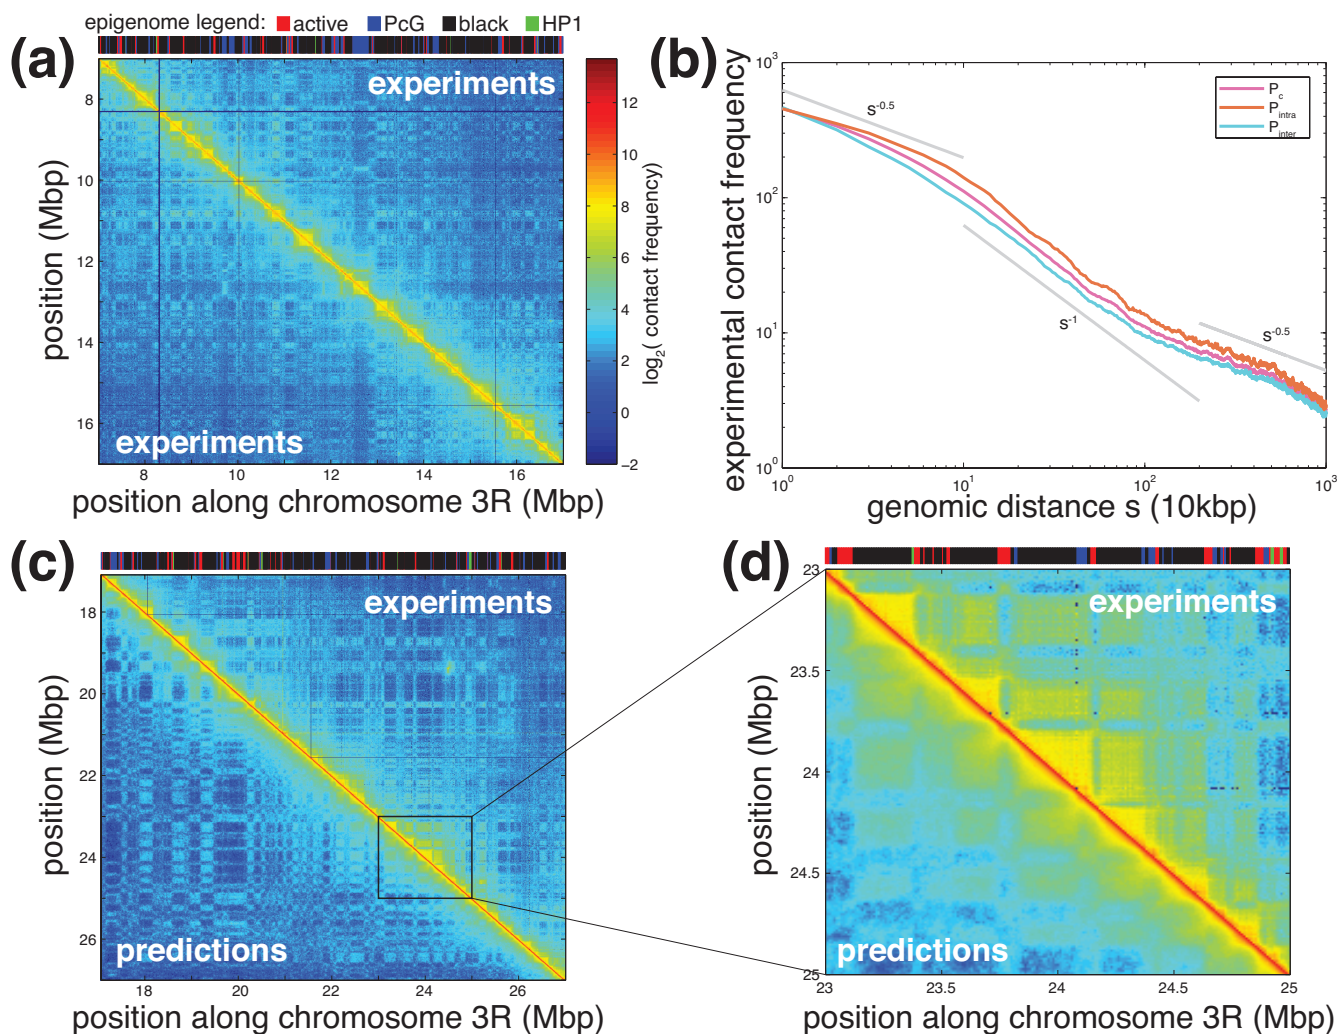 epigenome legend: active PcG black HP1
(a)
experiments
experiments
position (Mbp)
8
10
12
14
16
8 10 12 14 16
position along chromosome 3R (Mbp)
12
10
8
6
4
2
0
−2
log2( contact frequency)
(b)
experimental contact frequency
10^3
10^2
10^1
10^0
s^-0.5
s^-1
s^-0.5
P_c
P_intra
P_inter
10^0 10^1 10^2 10^3
genomic distance s (10kbp)
(c)
experiments
predictions
position (Mbp)
18
20
22
24
26
18 20 22 24 26
position along chromosome 3R (Mbp)
(d)
experiments
predictions
position (Mbp)
23
23.5
24
24.5
25
23 23.5 24 24.5 25
position along chromosome 3R (Mbp)